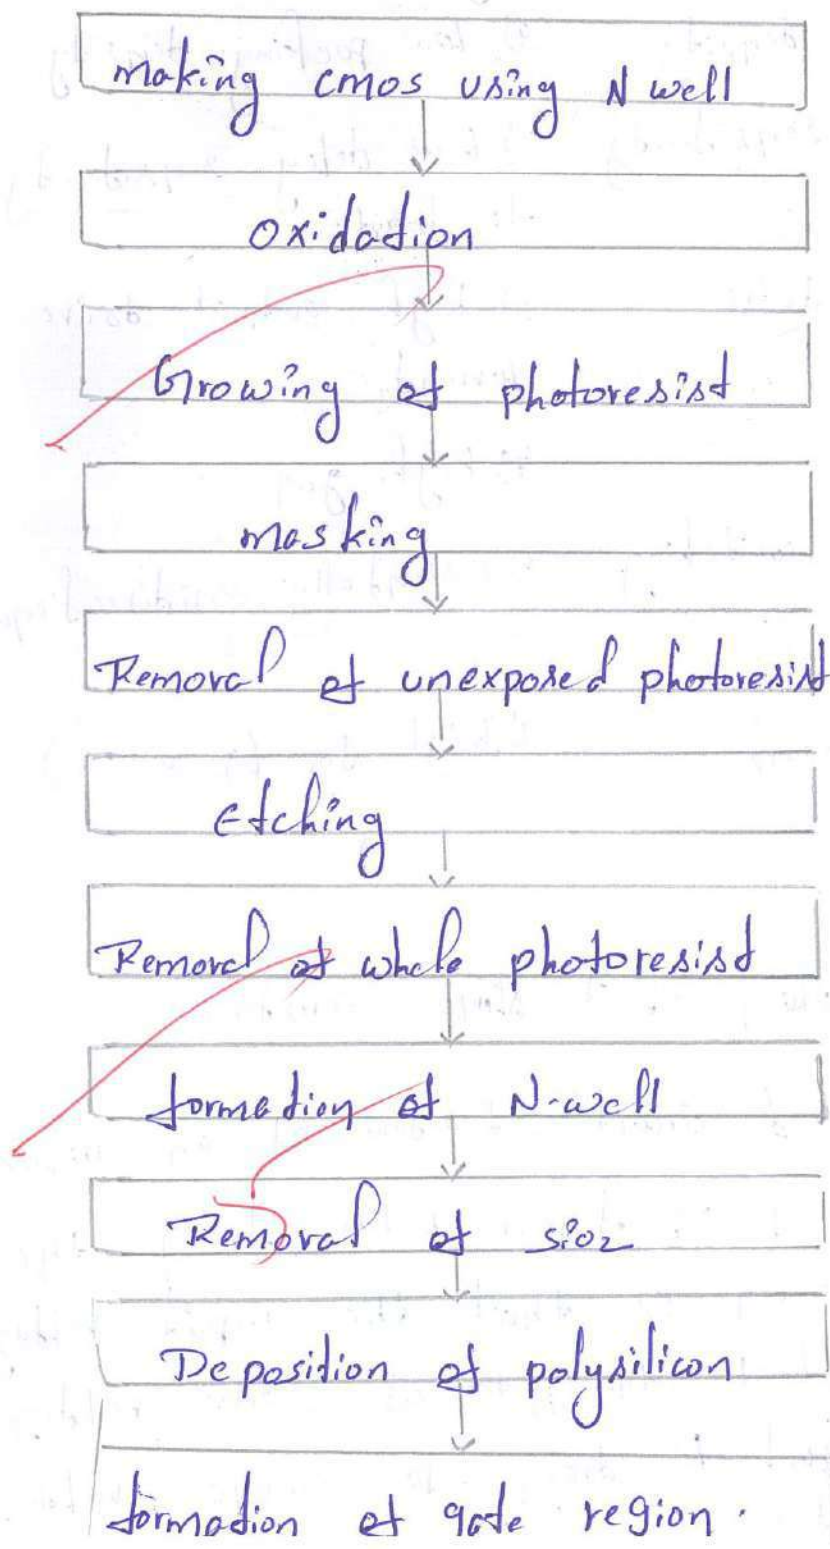 making cmos using N well
oxidation
Growing of photoresist
masking
Removal of unexposed photoresist
Etching
Removal of whole photoresist
formation of N-well
Removal of sio2
Deposition of polysilicon
formation of gate region.